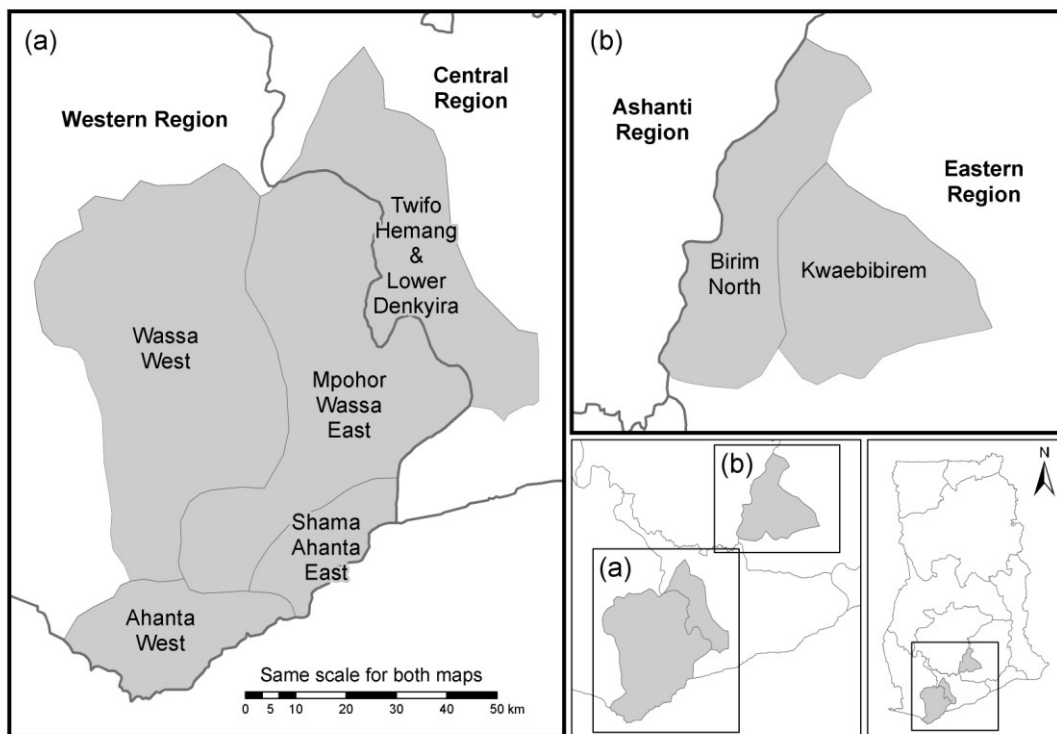 (a)
Central
Region
Western Region
Twifo
Hemang
&
Lower
Denkyira
Wassa
West
Mpohor
Wassa
East
Shama
Ahanta
East
Ahanta
West
Same scale for both maps
0 5 10 20 30 40 50 km
(b)
Ashanti
Region
Eastern
Region
Birim
North
Kwaebibirem
(b)
(a)
N